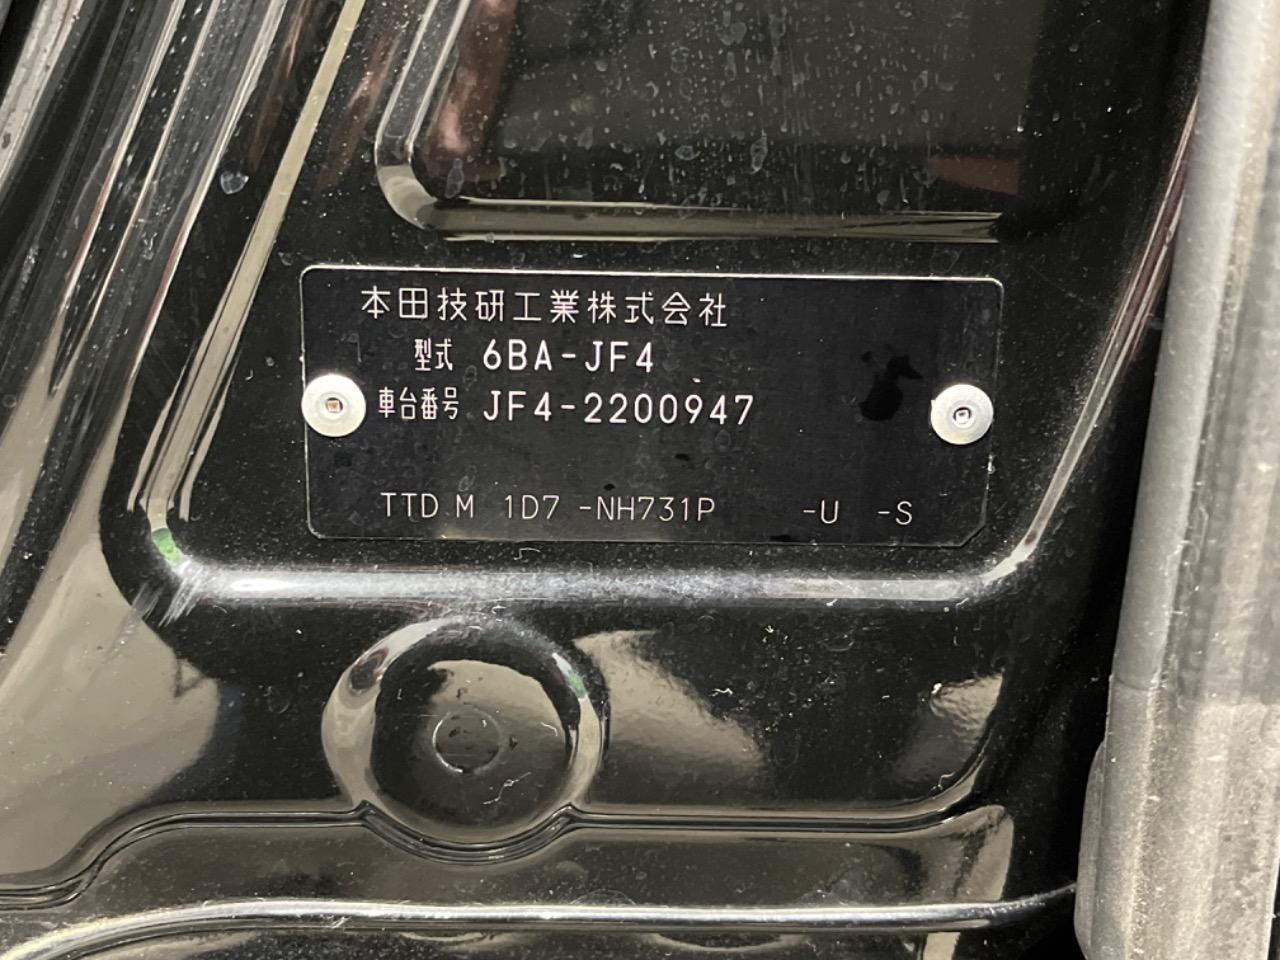 本田技研工業株式会社
型式 6BA-JF4
車台番号 JF4-2200947
TTD M 1D7 -NH731P -U -S